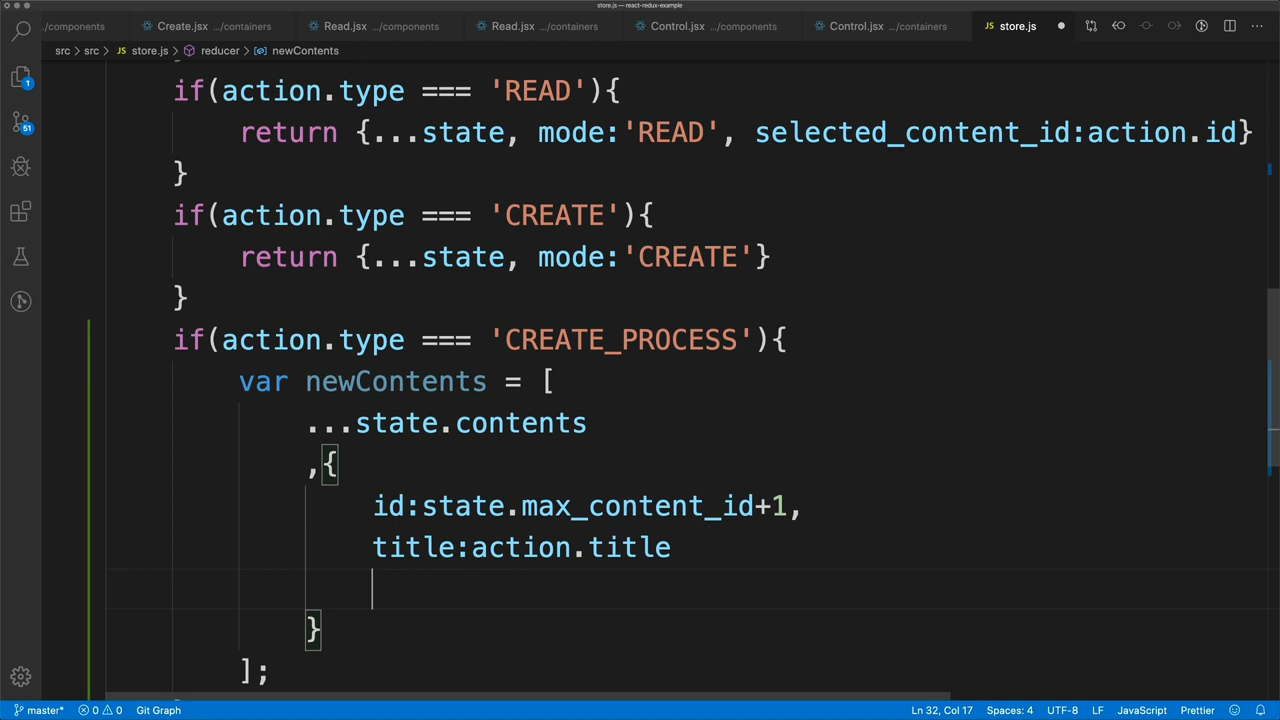 store.js — react-redux-example
/components Create.jsx .../containers Read.jsx .../components Read.jsx .../containers Control.jsx .../components Control.jsx .../containers JS store.js
src > src > JS store.js > reducer > newContents
if(action.type === 'READ'){
return {...state, mode:'READ', selected_content_id:action.id}
}
if(action.type === 'CREATE'){
return {...state, mode:'CREATE'}
}
if(action.type === 'CREATE_PROCESS'){
var newContents = [
...state.contents
,{
id:state.max_content_id+1,
title:action.title
}
];
1
51
master* 0 0 Git Graph Ln 32, Col 17 Spaces: 4 UTF-8 LF JavaScript Prettier